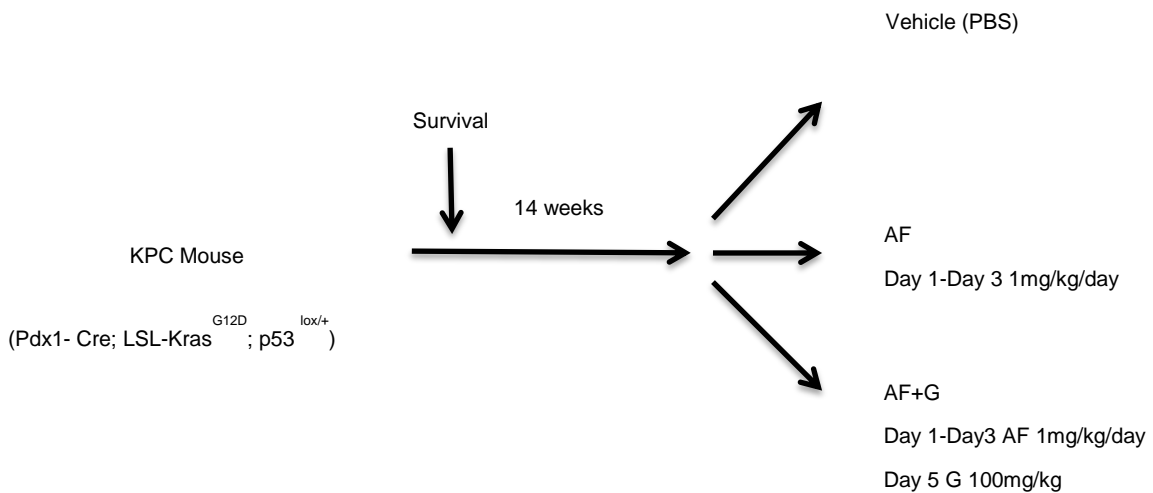 Vehicle (PBS)
Survival
14 weeks
KPC Mouse
(Pdx1- Cre; LSL-Kras G12D ; p53 lox/+ )
AF
Day 1-Day 3 1mg/kg/day
AF+G
Day 1-Day3 AF 1mg/kg/day
Day 5 G 100mg/kg